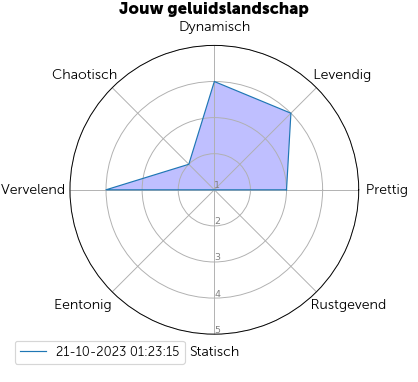 Jouw geluidslandschap
Dynamisch
Chaotisch
Levendig
Vervelend
1
Prettig
2
3
4
Eentonig
Rustgevend
5
21-10-2023 01:23:15
Statisch